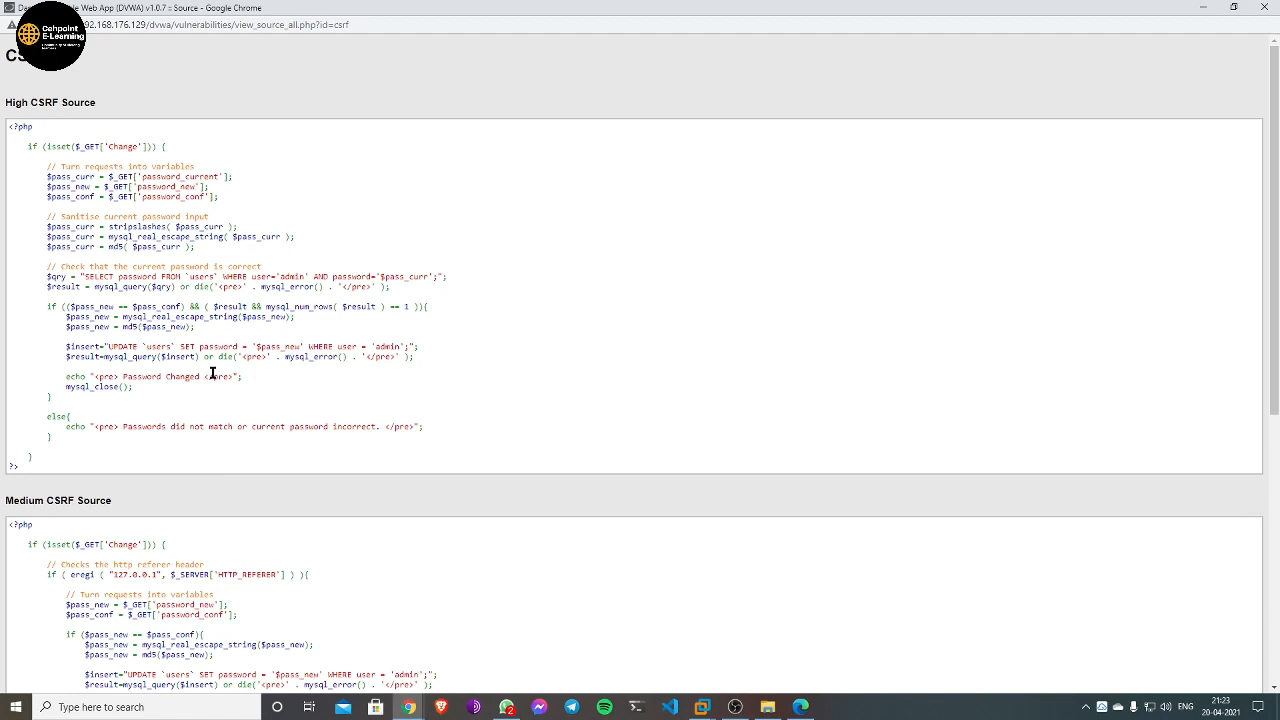 Da Web App (DVWA) v1.0.7 :: Source - Google Chrome
92.168.176.129/dvwa/vulnerabilities/view_source_all.php?id=csrf
Cehpoint
E-Learning
CS
High CSRF Source
<?php
if (isset($_GET['Change'])) {
// Turn requests into variables
$pass_curr = $_GET['password_current'];
$pass_new = $_GET['password_new'];
$pass_conf = $_GET['password_conf'];
// Sanitise current password input
$pass_curr = stripslashes( $pass_curr );
$pass_curr = mysql_real_escape_string( $pass_curr );
$pass_curr = md5( $pass_curr );
// Check that the current password is correct
$qry = "SELECT password FROM `users` WHERE user='admin' AND password='$pass_curr';";
$result = mysql_query($qry) or die('<pre>' . mysql_error() . '</pre>' );
if (($pass_new == $pass_conf) && ( $result && mysql_num_rows( $result ) == 1 )){
$pass_new = mysql_real_escape_string($pass_new);
$pass_new = md5($pass_new);
$insert="UPDATE `users` SET password = '$pass_new' WHERE user = 'admin';";
$result=mysql_query($insert) or die('<pre>' . mysql_error() . '</pre>' );
echo "<pre> Password Changed </pre>";
mysql_close();
}
else{
echo "<pre> Passwords did not match or current password incorrect. </pre>";
}
}
?>
Medium CSRF Source
<?php
if (isset($_GET['Change'])) {
// Checks the http referer header
if ( eregi ( "127.0.0.1", $_SERVER['HTTP_REFERER'] ) ){
// Turn requests into variables
$pass_new = $_GET['password_new'];
$pass_conf = $_GET['password_conf'];
if ($pass_new == $pass_conf){
$pass_new = mysql_real_escape_string($pass_new);
$pass_new = md5($pass_new);
$insert="UPDATE `users` SET password = '$pass_new' WHERE user = 'admin';";
$result=mysql_query($insert) or die('<pre>' . mysql_error() . '</pre>' );
Type here to search
2
ENG
21:23
20-04-2021